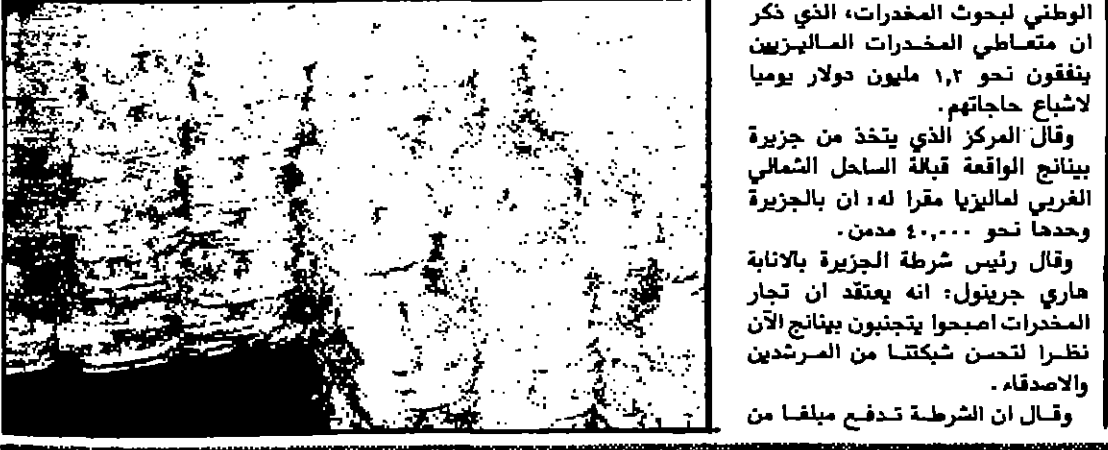 الوطني لبحوث المخدرات، الذي ذكر
ان متعاطي المخدرات الماليزيين
ينفقون نحو ١,٢ مليون دولار يوميا
لاشباع حاجاتهم.
وقال المركز الذي يتخذ من جزيرة
بينانج الواقعة قبالة الساحل الشمالي
الغربي لماليزيا مقرا له، ان بالجزيرة
وحدها نحو ٤٠,٠٠٠ مدمن.
وقال رئيس شرطة الجزيرة بالانابة
هاري جرينول: انه يعتقد ان تجار
المخدرات اصبحوا يتجنبون بينانج الآن
نظرا لتحسن شبكتنا من المرشدين
والاصدقاء.
وقال ان الشرطة تدفع مبلغا من